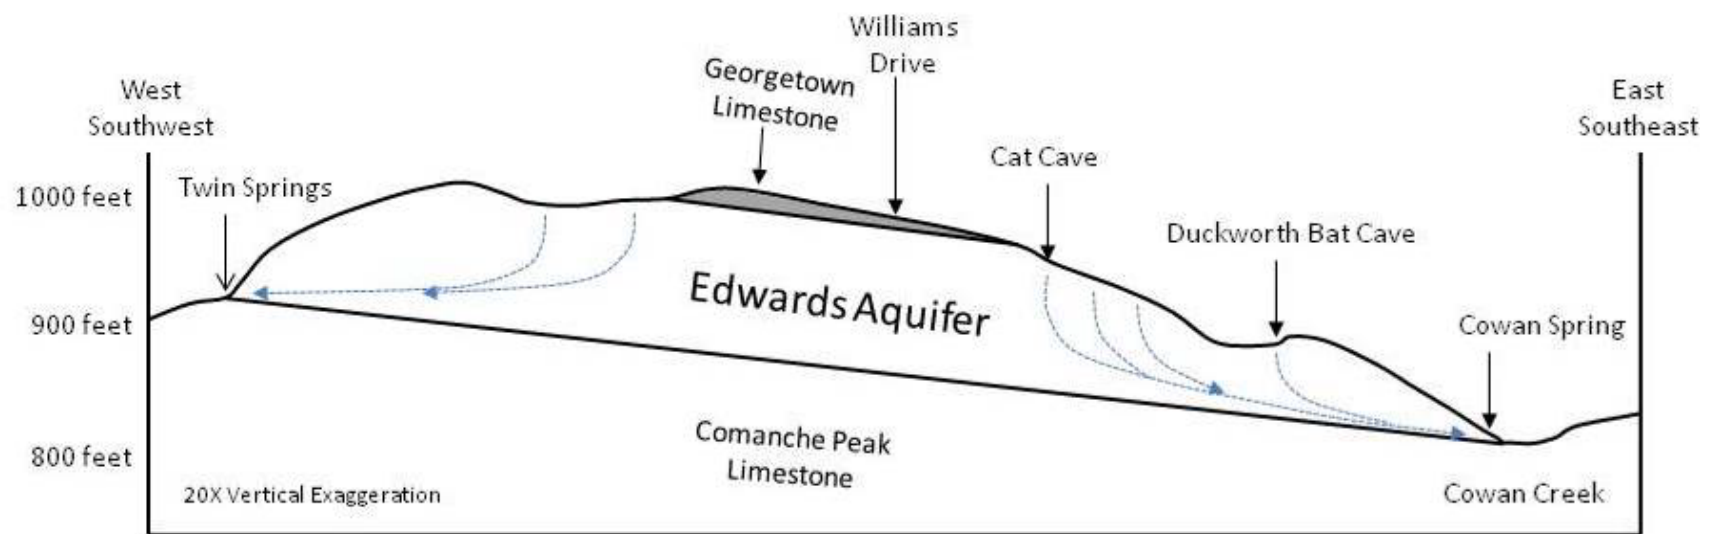 Williams
Drive
Georgetown
Limestone
West
Southwest
East
Southeast
Cat Cave
1000 feet
Twin Springs
Duckworth Bat Cave
Edwards Aquifer
900 feet
Cowan Spring
Comanche Peak
Limestone
800 feet
20X Vertical Exaggeration
Cowan Creek